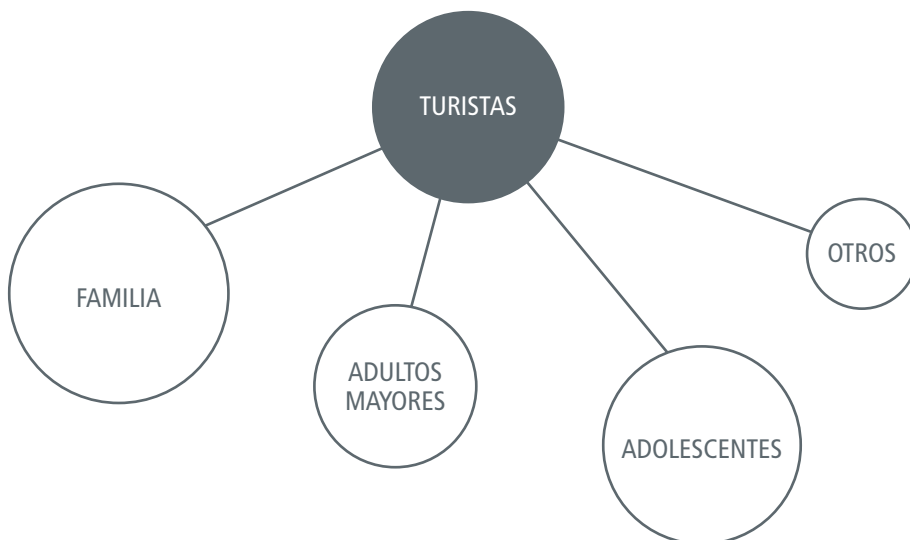 TURISTAS
OTROS
FAMILIA
ADULTOS
MAYORES
ADOLESCENTES